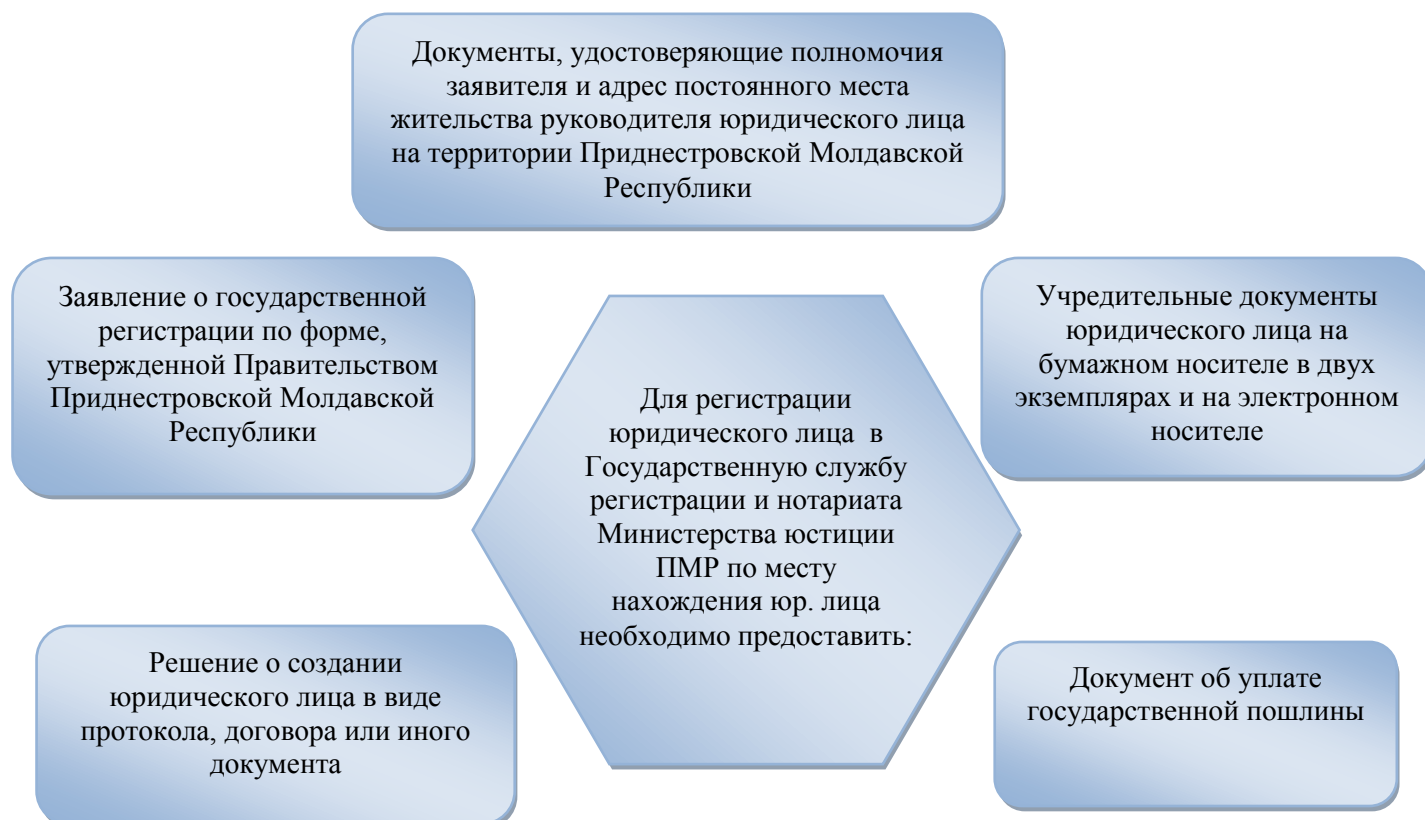 Документы, удостоверяющие полномочия
заявителя и адрес постоянного места
жительства руководителя юридического лица
на территории Приднестровской Молдавской
Республики
Заявление о государственной
регистрации по форме,
утвержденной Правительством
Приднестровской Молдавской
Республики
Учредительные документы
юридического лица на
бумажном носителе в двух
экземплярах и на электронном
носителе
Для регистрации
юридического лица в
Государственную службу
регистрации и нотариата
Министерства юстиции
ПМР по месту
нахождения юр. лица
необходимо предоставить:
Решение о создании
юридического лица в виде
протокола, договора или иного
документа
Документ об уплате
государственной пошлины